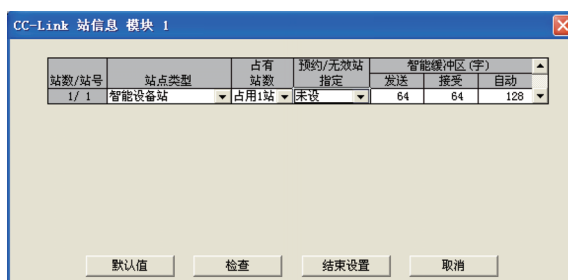 CC-Link 站信息 模块 1
占有 预约/无效站 智能缓冲区(字)
站数/站号 站点类型 站数 指定 发送 接受 自动
1/ 1 智能设备站 占用1站 未设 64 64 128
默认值 检查 结束设置 取消